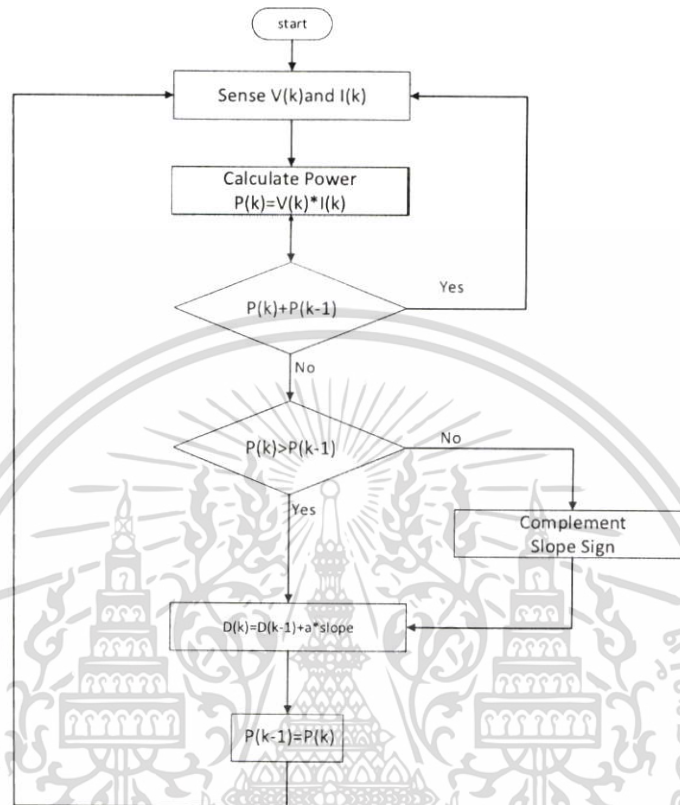 start
Sense V(k)and I(k)
Calculate Power
P(k)=V(k)*I(k)
P(k)+P(k-1)
Yes
No
P(k)>P(k-1)
No
Yes
Complement
Slope Sign
D(k)=D(k-1)+a*slope
P(k-1)=P(k)